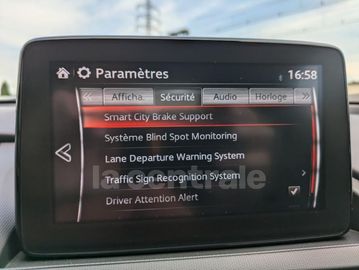 Paramètres
16:58
Afficha. Sécurité Audio Horloge
Smart City Brake Support
Système Blind Spot Monitoring
Lane Departure Warning System
Traffic Sign Recognition System
Driver Attention Alert
lacentrale